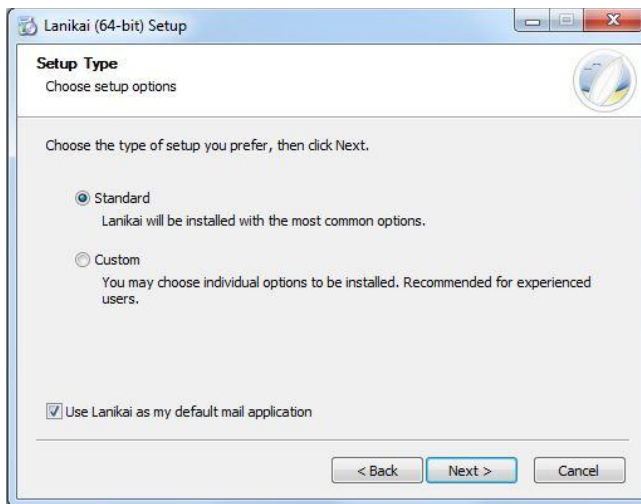 Lanikai (64-bit) Setup
Setup Type
Choose setup options
Choose the type of setup you prefer, then click Next.
Standard
Lanikai will be installed with the most common options.
Custom
You may choose individual options to be installed. Recommended for experienced
users.
Use Lanikai as my default mail application
< Back Next > Cancel